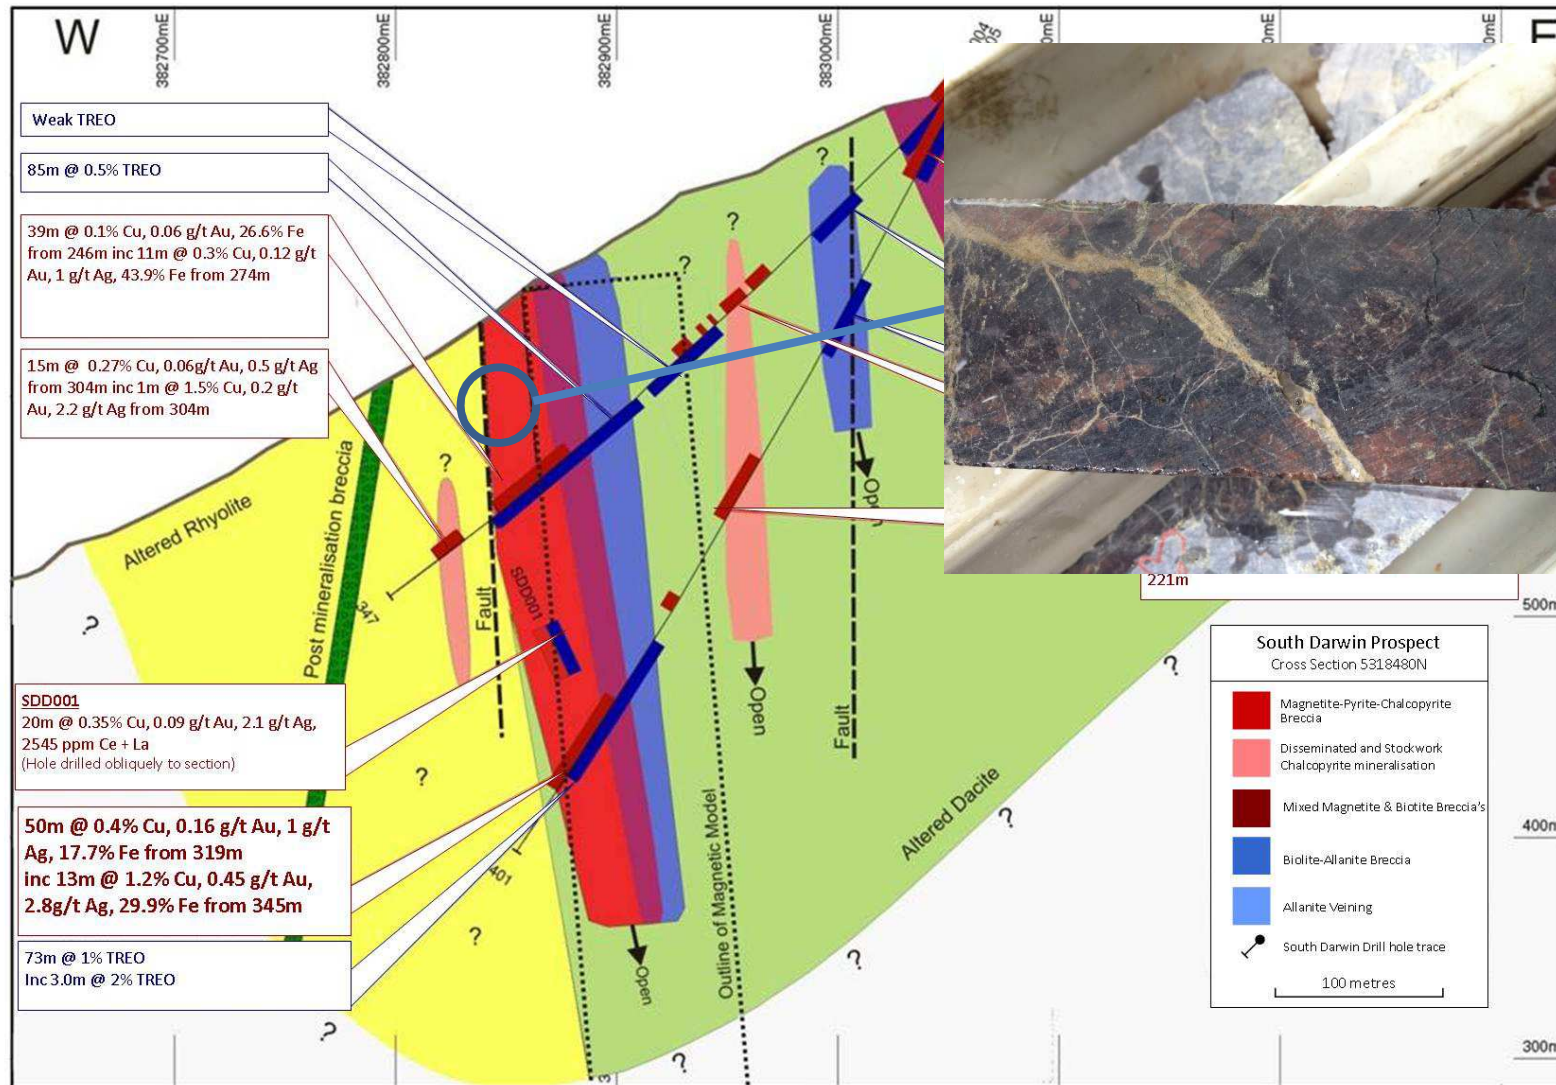 W
382700mE
382800mE
382900mE
383000mE
mE
mE
mE
Weak TREO
85m @ 0.5% TREO
39m @ 0.1% Cu, 0.06 g/t Au, 26.6% Fe
from 246m inc 11m @ 0.3% Cu, 0.12 g/t
Au, 1 g/t Ag, 43.9% Fe from 274m
15m @ 0.27% Cu, 0.06g/t Au, 0.5 g/t Ag
from 304m inc 1m @ 1.5% Cu, 0.2 g/t
Au, 2.2 g/t Ag from 304m
?
?
?
?
Altered Rhyolite
Post mineralisation breccia
Fault
347
SDD001
Open
Open
Fault
?
?
?
?
SDD001
20m @ 0.35% Cu, 0.09 g/t Au, 2.1 g/t Ag,
2545 ppm Ce + La
(Hole drilled obliquely to section)
50m @ 0.4% Cu, 0.16 g/t Au, 1 g/t
Ag, 17.7% Fe from 319m
inc 13m @ 1.2% Cu, 0.45 g/t Au,
2.8g/t Ag, 29.9% Fe from 345m
73m @ 1% TREO
Inc 3.0m @ 2% TREO
401
Open
Outline of Magnetic Model
Altered Dacite
?
?
?
?
?
221m
500m
400m
300m
South Darwin Prospect
Cross Section 5318480N
Magnetite-Pyrite-Chalcopyrite
Breccia
Disseminated and Stockwork
Chalcopyrite mineralisation
Mixed Magnetite & Biotite Breccia's
Biolite-Allanite Breccia
Allanite Veining
South Darwin Drill hole trace
100 metres